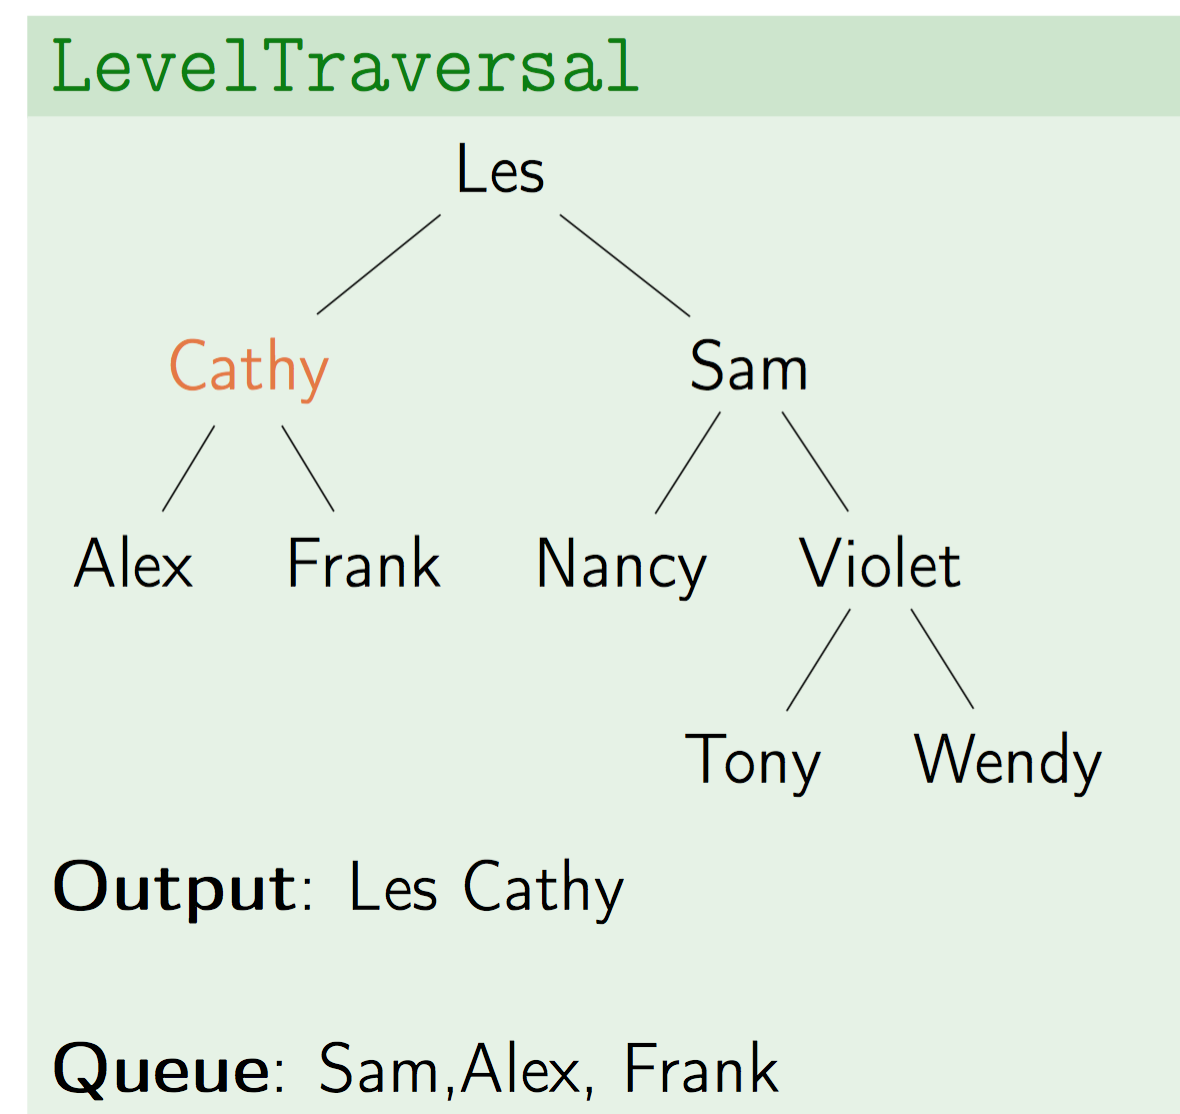 LevelTraversal
Les
Cathy Sam
Alex Frank Nancy Violet
Tony Wendy
Output: Les Cathy
Queue: Sam,Alex, Frank